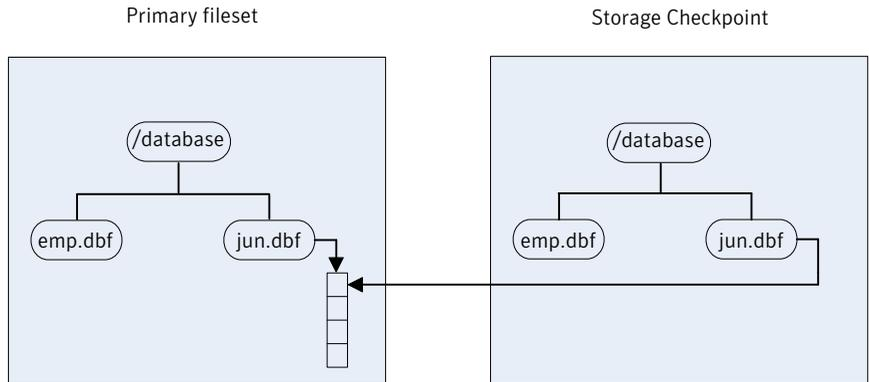 Primary fileset
Storage Checkpoint
/database
/database
emp.dbf
jun.dbf
emp.dbf
jun.dbf